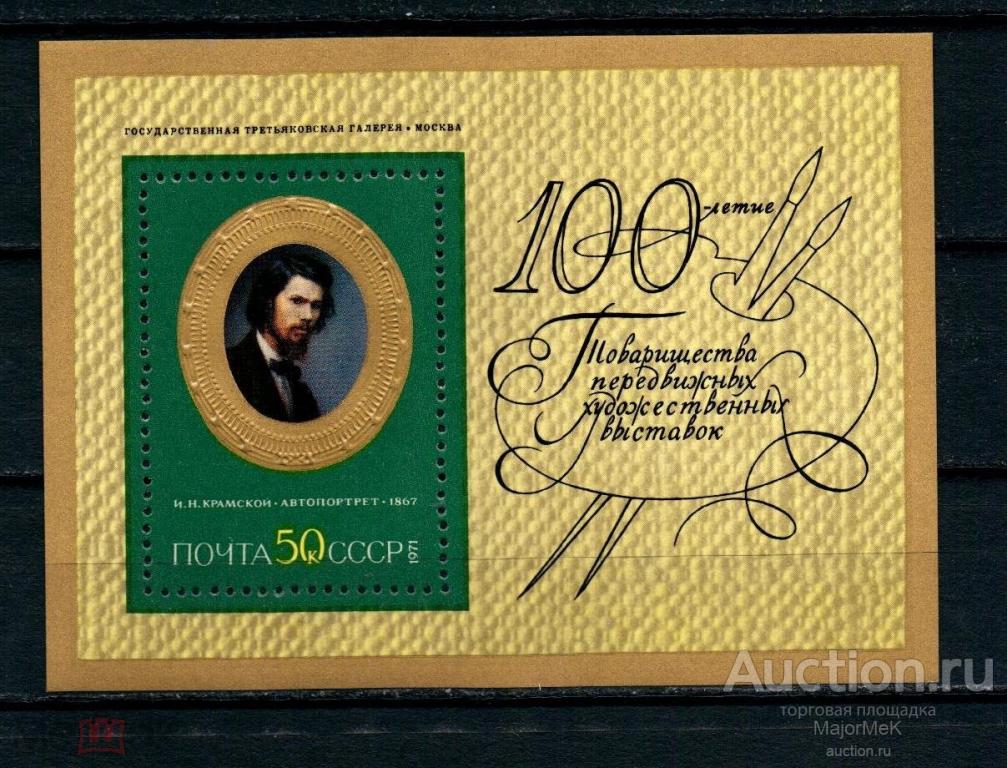 ГОСУДАРСТВЕННАЯ ТРЕТЬЯКОВСКАЯ ГАЛЕРЕЯ • МОСКВА
И.Н.КРАМСКОЙ • АВТОПОРТРЕТ • 1867
ПОЧТА 50К СССР 1971
100-летие
Товарищества
передвижных
художественных
выставок
Auction.ru
торговая площадка
MajorMeK
auction.ru